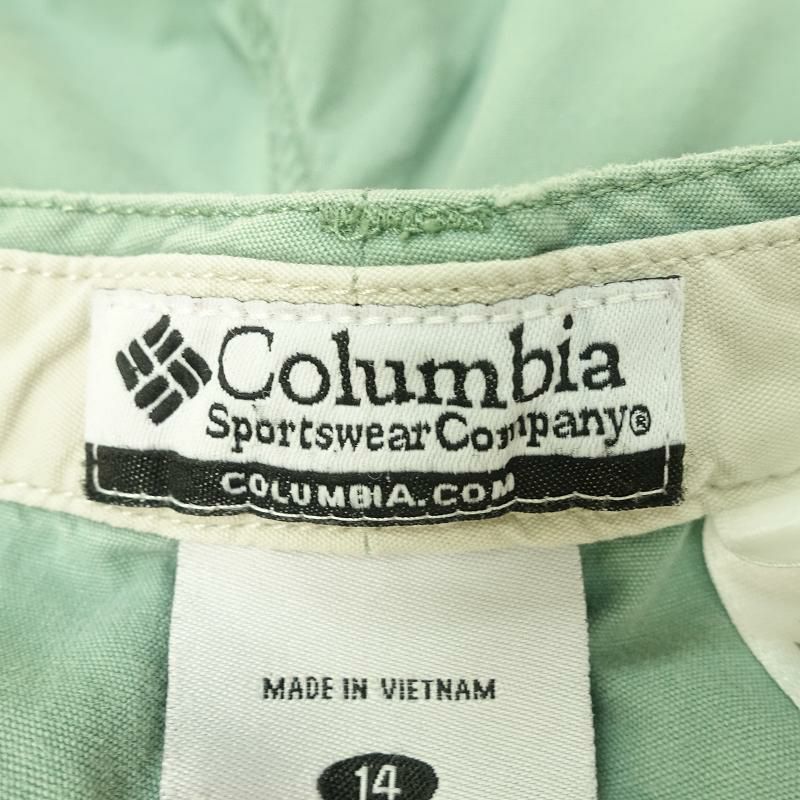 Columbia
Sportswear Company®
COLUMBIA.COM
MADE IN VIETNAM
14